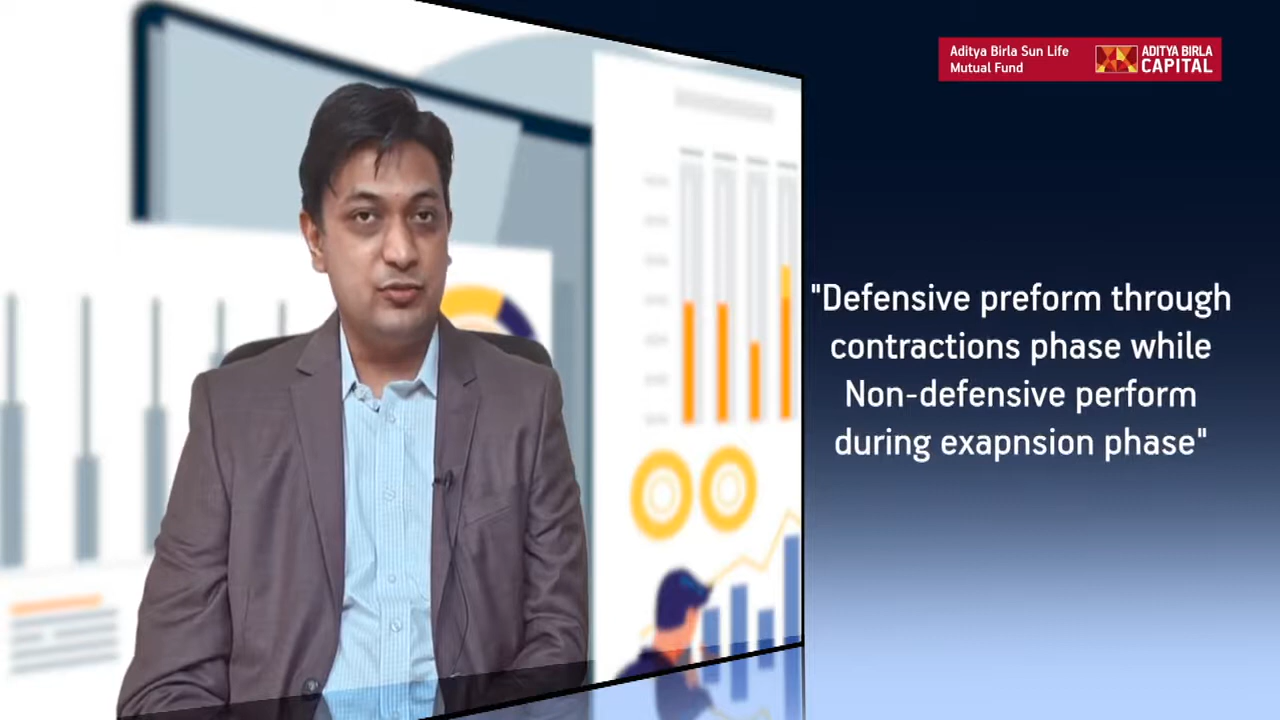 Aditya Birla Sun Life
Mutual Fund
ADITYA BIRLA
CAPITAL
"Defensive preform through
contractions phase while
Non-defensive perform
during exapnsion phase"